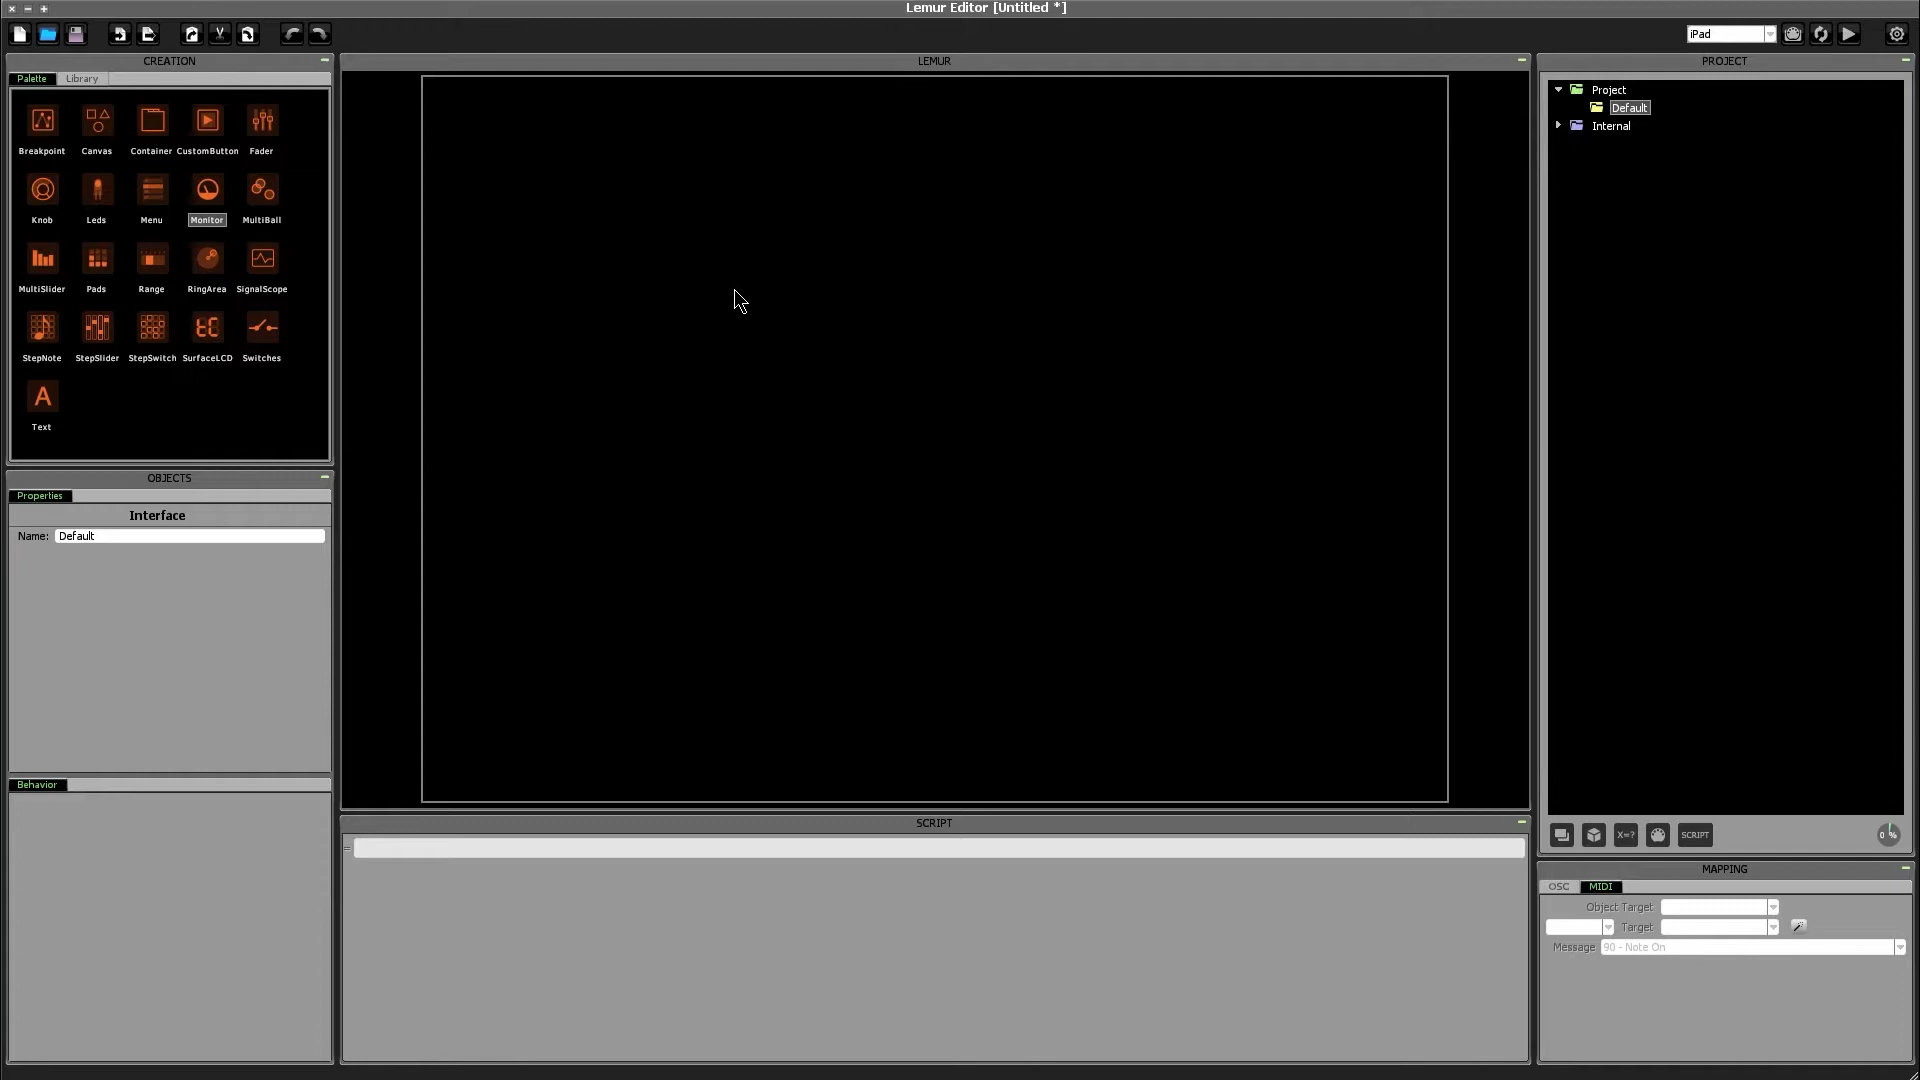 Lemur Editor [Untitled *]
iPad
CREATION
Palette Library
Breakpoint Canvas Container CustomButton Fader
Knob Leds Menu Monitor MultiBall
MultiSlider Pads Range RingArea SignalScope
StepNote StepSlider StepSwitch SurfaceLCD Switches
A
Text
OBJECTS
Properties
Interface
Name: Default
Behavior
LEMUR
SCRIPT
=
PROJECT
Project
Default
Internal
X=? SCRIPT 0 %
MAPPING
OSC MIDI
Object Target
Target
Message 90 - Note On